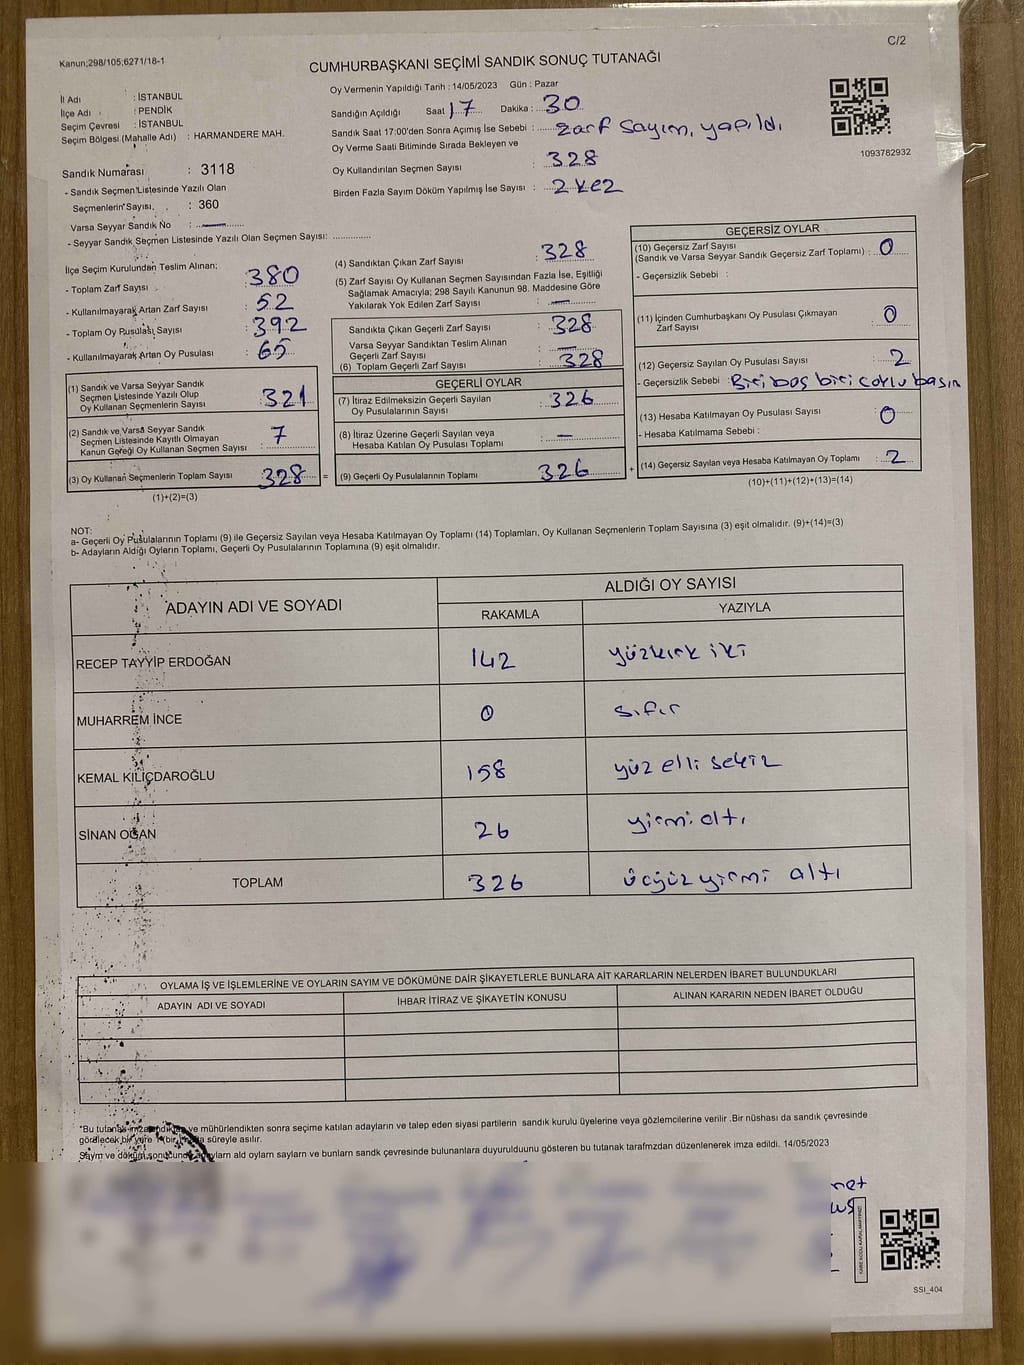 C/2
Kanun;298/105;6271/18-1
CUMHURBAŞKANI SEÇİMİ SANDIK SONUÇ TUTANAĞI
İl Adı : İSTANBUL
İlçe Adı : PENDİK
Seçim Çevresi : İSTANBUL
Seçim Bölgesi (Mahalle Adı) : HARMANDERE MAH.
Sandık Numarası : 3118
- Sandık Seçmen Listesinde Yazılı Olan
Seçmenlerin Sayısı. : 360
Varsa Seyyar Sandık No : —
- Seyyar Sandık Seçmen Listesinde Yazılı Olan Seçmen Sayısı: ..............
Oy Vermenin Yapıldığı Tarih : 14/05/2023 Gün : Pazar
Sandığın Açıldığı Saat 17 Dakika : 30
Sandık Saat 17:00'den Sonra Açımış İse Sebebi : zarf sayım, yapıldı
Oy Verme Saati Bitiminde Sırada Bekleyen ve
Oy Kullandırılan Seçmen Sayısı : 328
Birden Fazla Sayım Döküm Yapılmış İse Sayısı : 2 kez
1093782932
İlçe Seçim Kurulundan Teslim Alınan;
- Toplam Zarf Sayısı : 380
- Kullanılmayarak Artan Zarf Sayısı : 52
- Toplam Oy Pusulası Sayısı : 392
- Kullanılmayarak Artan Oy Pusulası : 65
(1) Sandık ve Varsa Seyyar Sandık
Seçmen Listesinde Yazılı Olup
Oy Kullanan Seçmenlerin Sayısı : 321
(2) Sandık ve Varsa Seyyar Sandık
Seçmen Listesinde Kayıtlı Olmayan
Kanun Gereği Oy Kullanan Seçmen Sayısı : 7
(3) Oy Kullanan Seçmenlerin Toplam Sayısı : 328 =
(1)+(2)=(3)
(4) Sandıktan Çıkan Zarf Sayısı : 328
(5) Zarf Sayısı Oy Kullanan Seçmen Sayısından Fazla İse, Eşitliği
Sağlamak Amacıyla; 298 Sayılı Kanunun 98. Maddesine Göre
Yakılarak Yok Edilen Zarf Sayısı : —
Sandıkta Çıkan Geçerli Zarf Sayısı : 328
Varsa Seyyar Sandıktan Teslim Alınan
Geçerli Zarf Sayısı : —
(6) Toplam Geçerli Zarf Sayısı : 328
GEÇERLİ OYLAR
(7) İtiraz Edilmeksizin Geçerli Sayılan
Oy Pusulalarının Sayısı : 326
(8) İtiraz Üzerine Geçerli Sayılan veya
Hesaba Katılan Oy Pusulası Toplamı : —
(9) Geçerli Oy Pusulalarının Toplamı : 326 +
GEÇERSİZ OYLAR
(10) Geçersiz Zarf Sayısı
(Sandık ve Varsa Seyyar Sandık Geçersiz Zarf Toplamı) : 0
- Geçersizlik Sebebi :
(11) İçinden Cumhurbaşkanı Oy Pusulası Çıkmayan
Zarf Sayısı : 0
(12) Geçersiz Sayılan Oy Pusulası Sayısı : 2
- Geçersizlik Sebebi : Biri boş biri basın
(13) Hesaba Katılmayan Oy Pusulası Sayısı : 0
- Hesaba Katılmama Sebebi :
(14) Geçersiz Sayılan veya Hesaba Katılmayan Oy Toplamı : 2
(10)+(11)+(12)+(13)=(14)
NOT:
a- Geçerli Oy Pusulalarının Toplamı (9) ile Geçersiz Sayılan veya Hesaba Katılmayan Oy Toplamı (14) Toplamları, Oy Kullanan Seçmenlerin Toplam Sayısına (3) eşit olmalıdır. (9)+(14)=(3)
b- Adayların Aldığı Oyların Toplamı, Geçerli Oy Pusulalarının Toplamına (9) eşit olmalıdır.
ADAYIN ADI VE SOYADI ALDIĞI OY SAYISI
RAKAMLA YAZIYLA
RECEP TAYYİP ERDOĞAN 142 yüzkırk iki
MUHARREM İNCE 0 sıfır
KEMAL KILIÇDAROĞLU 158 yüz elli sekiz
SİNAN OĞAN 26 yirmi altı
TOPLAM 326 üçyüz yirmi altı
OYLAMA İŞ VE İŞLEMLERİNE VE OYLARIN SAYIM VE DÖKÜMÜNE DAİR ŞİKAYETLERLE BUNLARA AİT KARARLARIN NELERDEN İBARET BULUNDUKLARI
ADAYIN ADI VE SOYADI İHBAR İTİRAZ VE ŞİKAYETİN KONUSU ALINAN KARARIN NEDEN İBARET OLDUĞU
*Bu tutanak imzalandıktan ve mühürlendikten sonra seçime katılan adayların ve talep eden siyasi partilerin sandık kurulu üyelerine veya gözlemcilerine verilir .Bir nüshası da sandık çevresinde
görülecek bir yere 1 (bir) hafta süreyle asılır.
Sayım ve döküm sonucunda adayların ald oyların sayların ve bunların sandk çevresinde bulunanlara duyurulduunu gösteren bu tutanak tarafmzdan düzenlenerek imza edildi. 14/05/2023
SSI_404